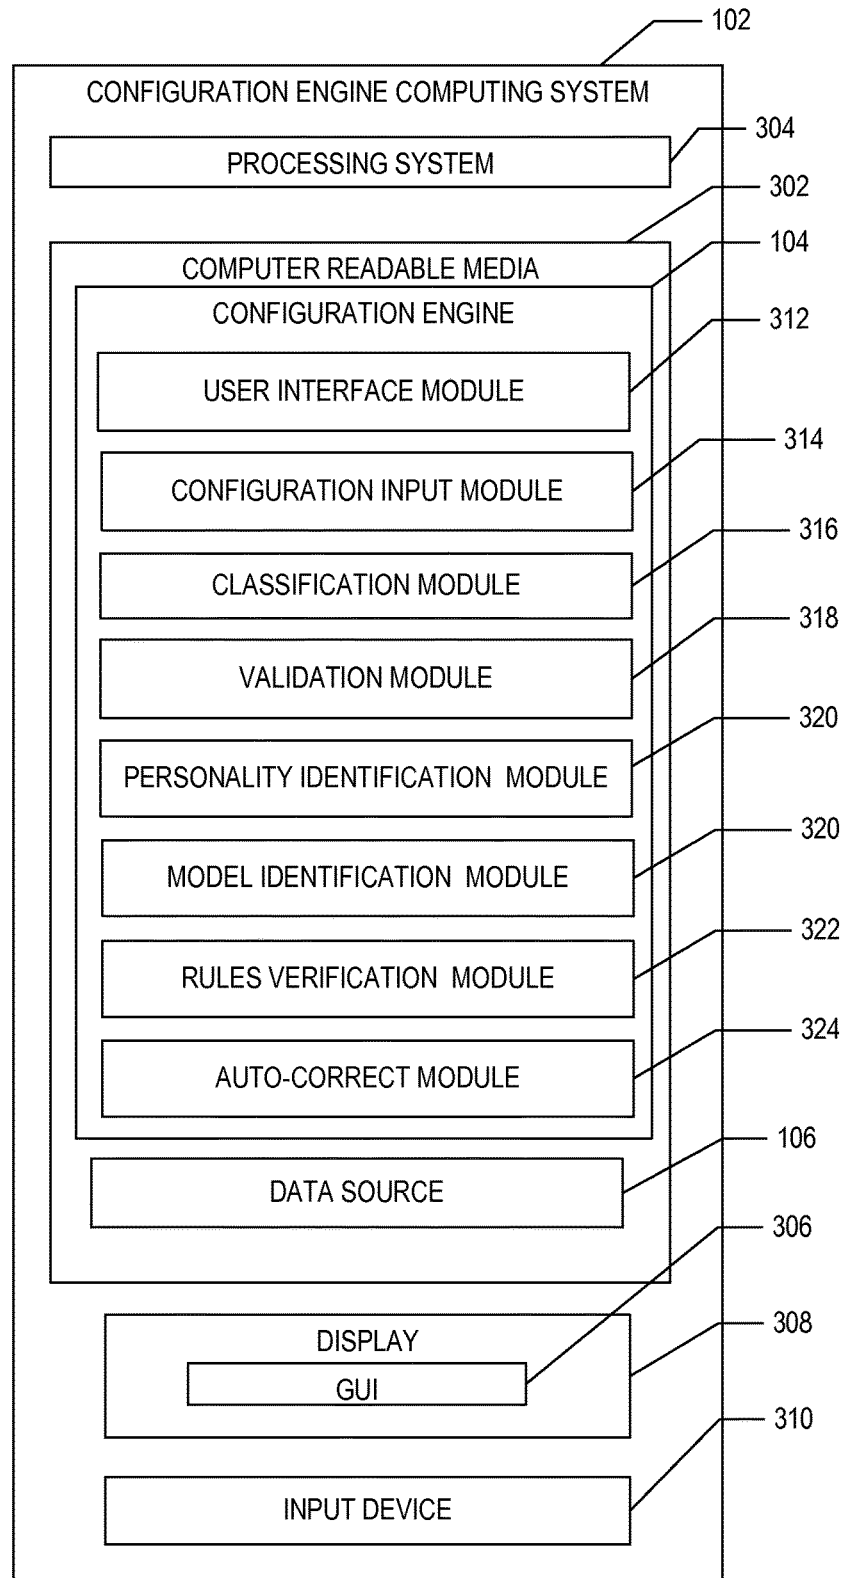 102
CONFIGURATION ENGINE COMPUTING SYSTEM
304
PROCESSING SYSTEM
302
104
COMPUTER READABLE MEDIA
CONFIGURATION ENGINE
312
USER INTERFACE MODULE
314
CONFIGURATION INPUT MODULE
316
CLASSIFICATION MODULE
318
VALIDATION MODULE
320
PERSONALITY IDENTIFICATION MODULE
320
MODEL IDENTIFICATION MODULE
322
RULES VERIFICATION MODULE
324
AUTO-CORRECT MODULE
106
DATA SOURCE
306
308
DISPLAY
GUI
310
INPUT DEVICE